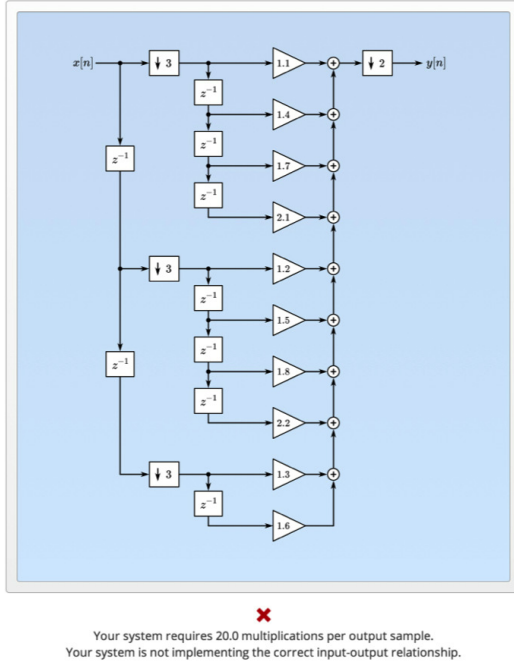 x[n] ↓ 3 1.1 + ↓ 2 y[n]
z⁻¹
1.4 +
z⁻¹ z⁻¹
1.7 +
z⁻¹
2.1 +
↓ 3 1.2 +
z⁻¹
1.5 +
z⁻¹ z⁻¹
1.8 +
z⁻¹
2.2 +
↓ 3 1.3 +
z⁻¹
1.6
Your system requires 20.0 multiplications per output sample.
Your system is not implementing the correct input-output relationship.